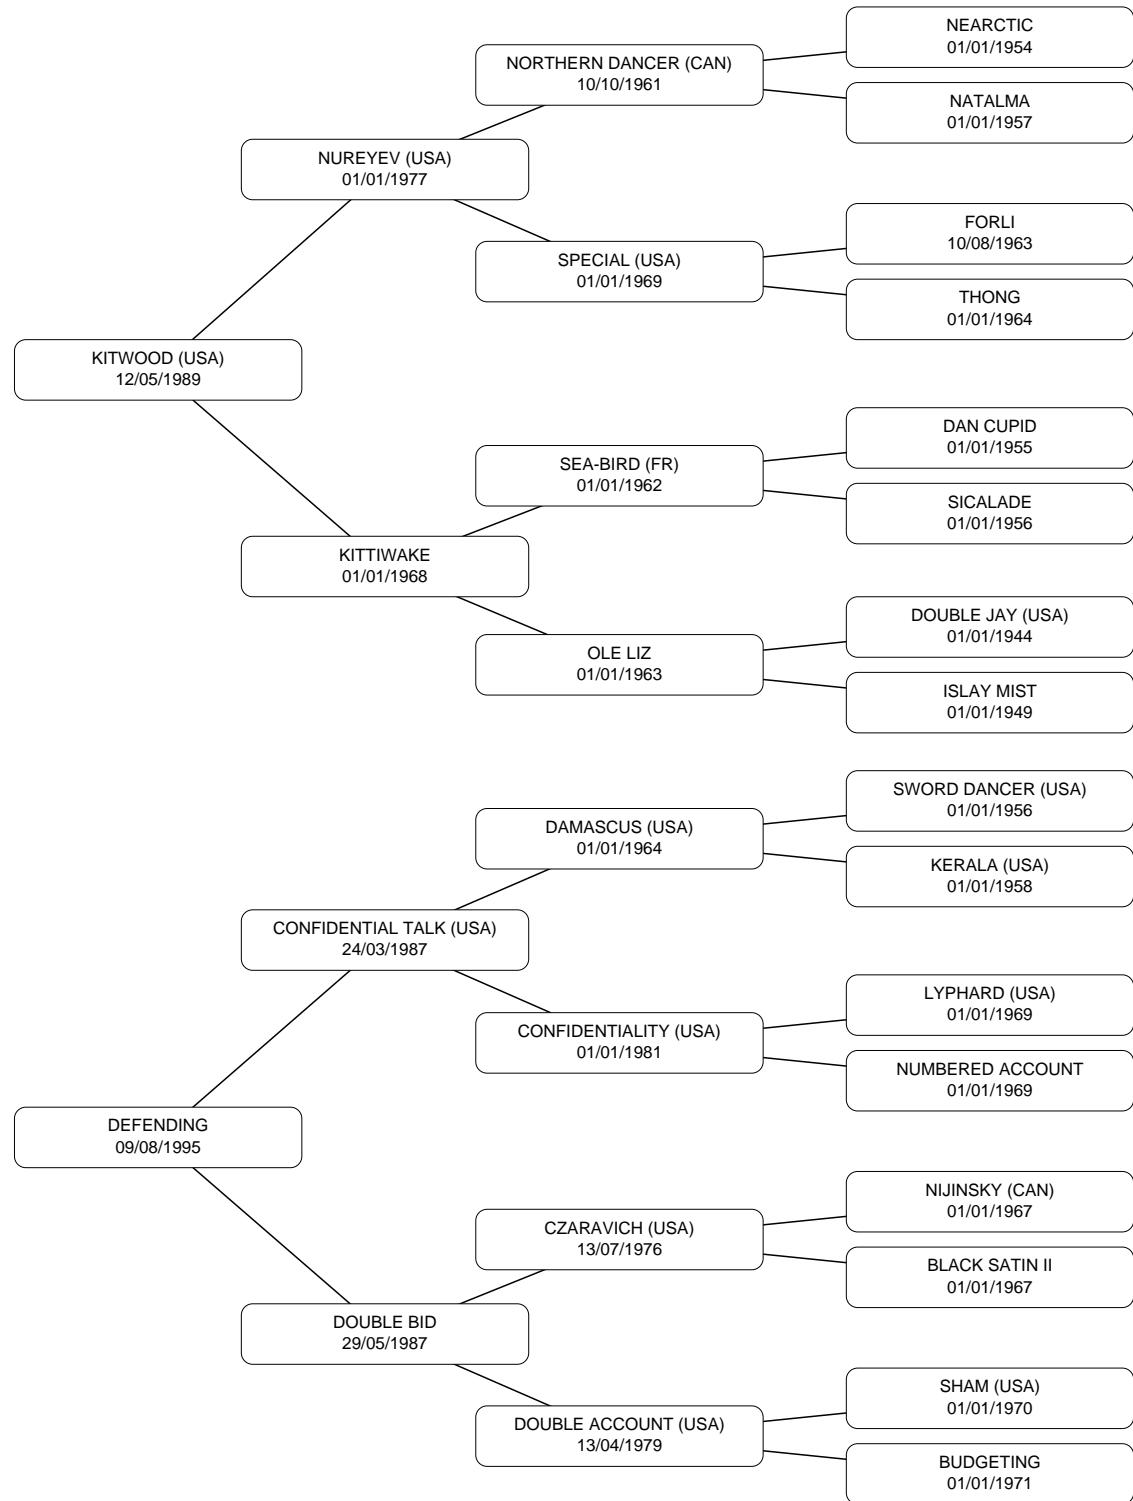 NEARCTIC
01/01/1954
NORTHERN DANCER (CAN)
10/10/1961
NATALMA
01/01/1957
NUREYEV (USA)
01/01/1977
FORLI
10/08/1963
SPECIAL (USA)
01/01/1969
THONG
01/01/1964
KITWOOD (USA)
12/05/1989
DAN CUPID
01/01/1955
SEA-BIRD (FR)
01/01/1962
SICALADE
01/01/1956
KITTIWAKE
01/01/1968
DOUBLE JAY (USA)
01/01/1944
OLE LIZ
01/01/1963
ISLAY MIST
01/01/1949
SWORD DANCER (USA)
01/01/1956
DAMASCUS (USA)
01/01/1964
KERALA (USA)
01/01/1958
CONFIDENTIAL TALK (USA)
24/03/1987
LYPHARD (USA)
01/01/1969
CONFIDENTIALITY (USA)
01/01/1981
NUMBERED ACCOUNT
01/01/1969
DEFENDING
09/08/1995
NIJINSKY (CAN)
01/01/1967
CZARAVICH (USA)
13/07/1976
BLACK SATIN II
01/01/1967
DOUBLE BID
29/05/1987
SHAM (USA)
01/01/1970
DOUBLE ACCOUNT (USA)
13/04/1979
BUDGETING
01/01/1971